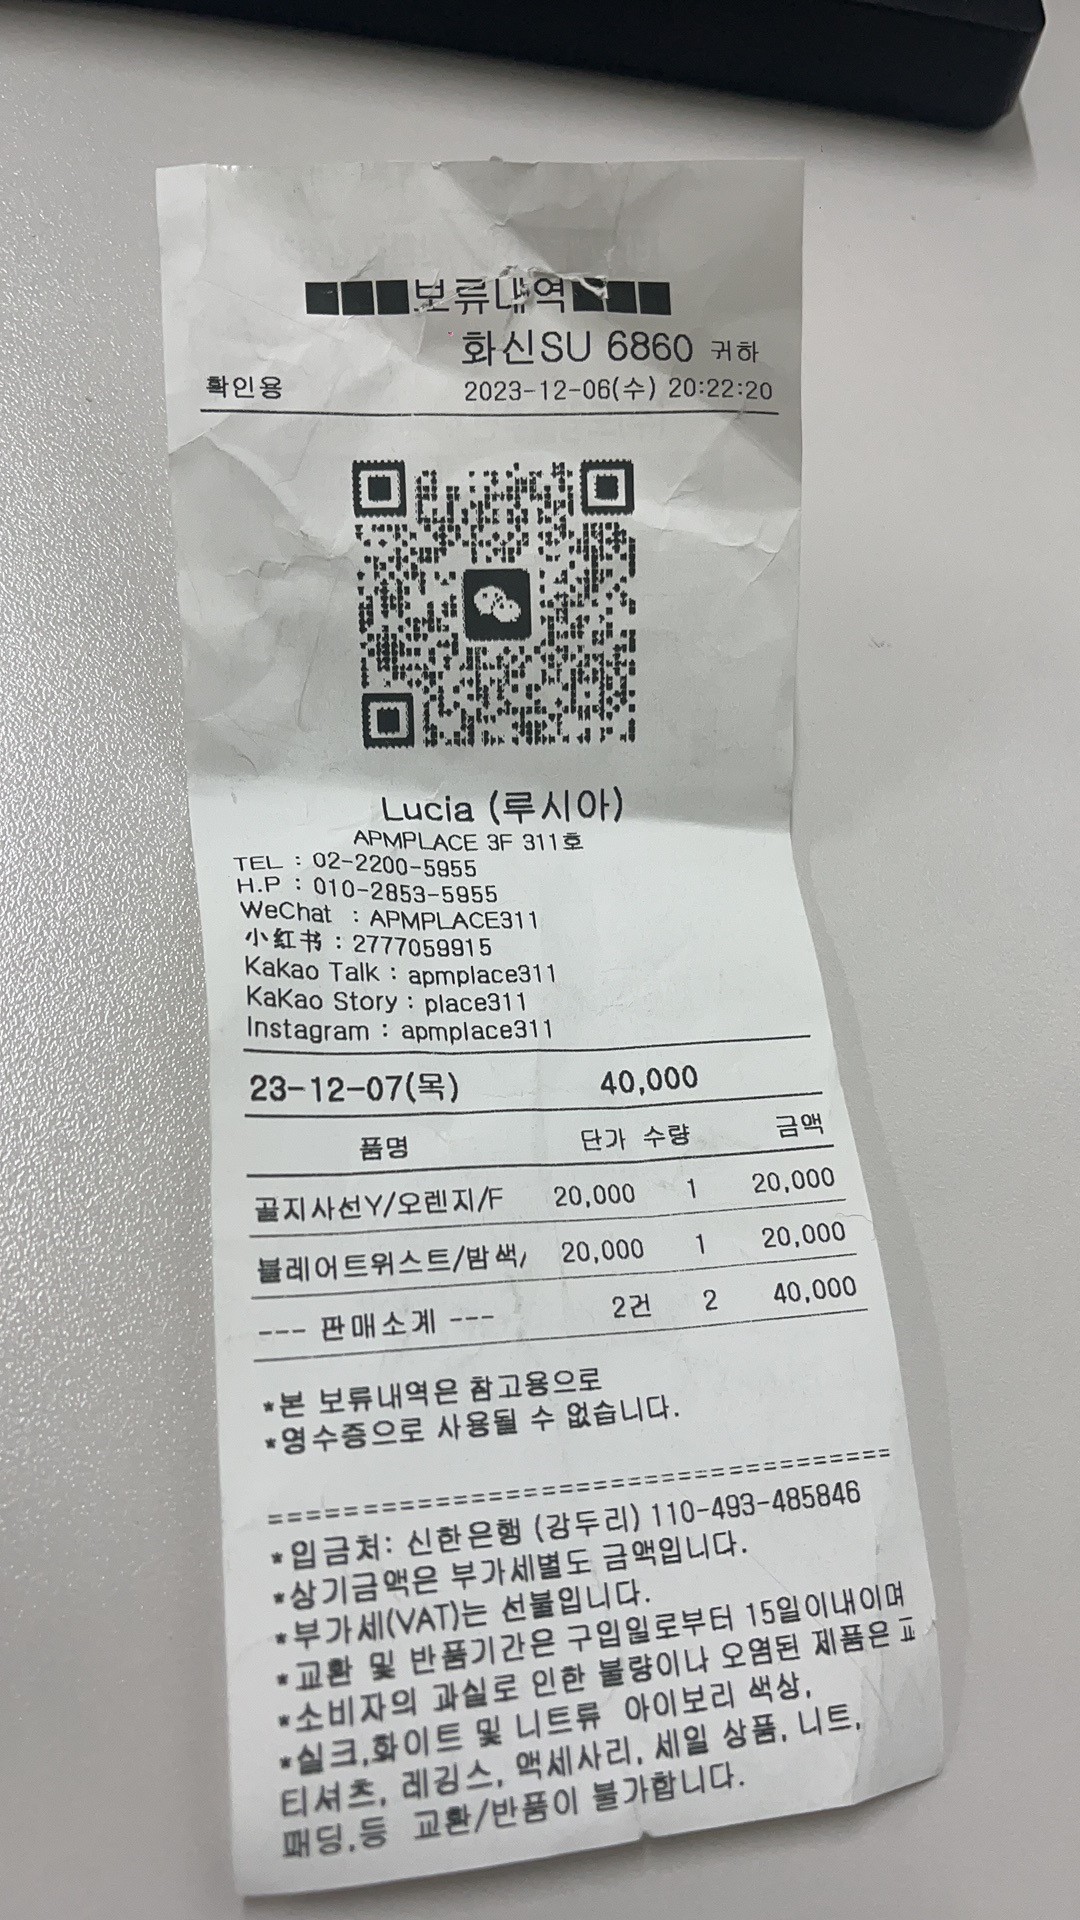 ■■■보류내역■■■
화신SU 6860 귀하
확인용 2023-12-06(수) 20:22:20
Lucia (루시아)
APMPLACE 3F 311호
TEL : 02-2200-5955
H.P : 010-2853-5955
WeChat : APMPLACE311
小红书 : 2777059915
KaKao Talk : apmplace311
KaKao Story : place311
Instagram : apmplace311
23-12-07(목) 40,000
품명 단가 수량 금액
골지사선Y/오렌지/F 20,000 1 20,000
블레어트위스트/밤색/ 20,000 1 20,000
--- 판매소계 --- 2건 2 40,000
*본 보류내역은 참고용으로
*영수증으로 사용될 수 없습니다.
==================================
*입금처: 신한은행 (강두리) 110-493-485846
*상기금액은 부가세별도 금액입니다.
*부가세(VAT)는 선불입니다.
*교환 및 반품기간은 구입일로부터 15일이내이며
*소비자의 과실로 인한 불량이나 오염된 제품은
*실크,화이트 및 니트류 아이보리 색상,
티셔츠, 레깅스, 액세사리, 세일 상품, 니트,
패딩,등 교환/반품이 불가합니다.